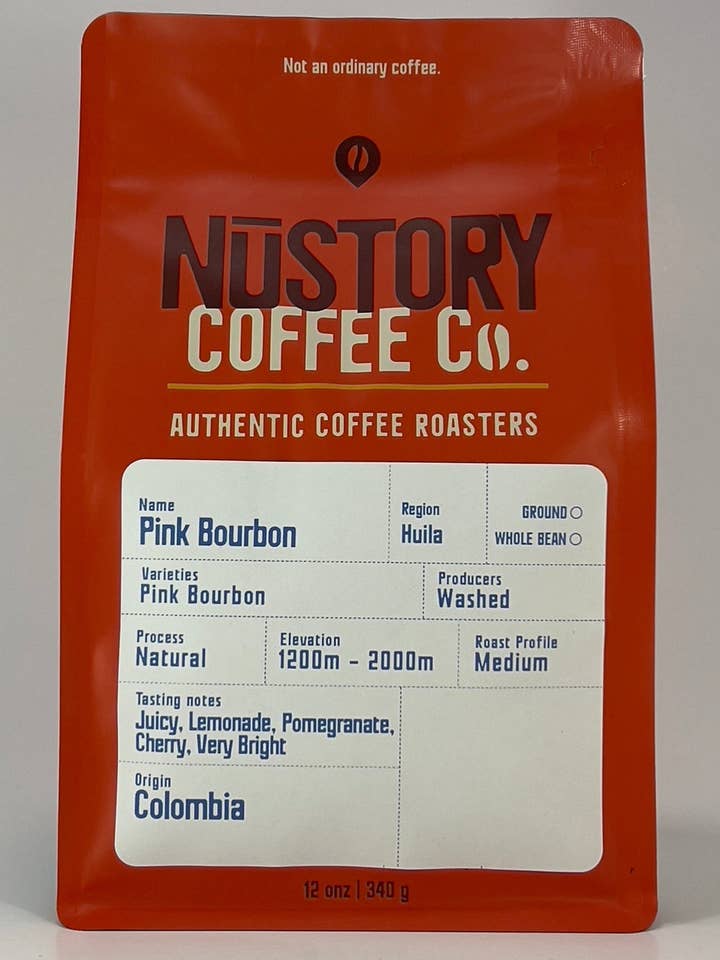 Not an ordinary coffee.
NŪSTORY
COFFEE Co.
AUTHENTIC COFFEE ROASTERS
Name
Pink Bourbon
Region
Huila
GROUND
WHOLE BEAN
Varieties
Pink Bourbon
Producers
Washed
Process
Natural
Elevation
1200m - 2000m
Roast Profile
Medium
Tasting notes
Juicy, Lemonade, Pomegranate,
Cherry, Very Bright
Origin
Colombia
12 onz | 340 g